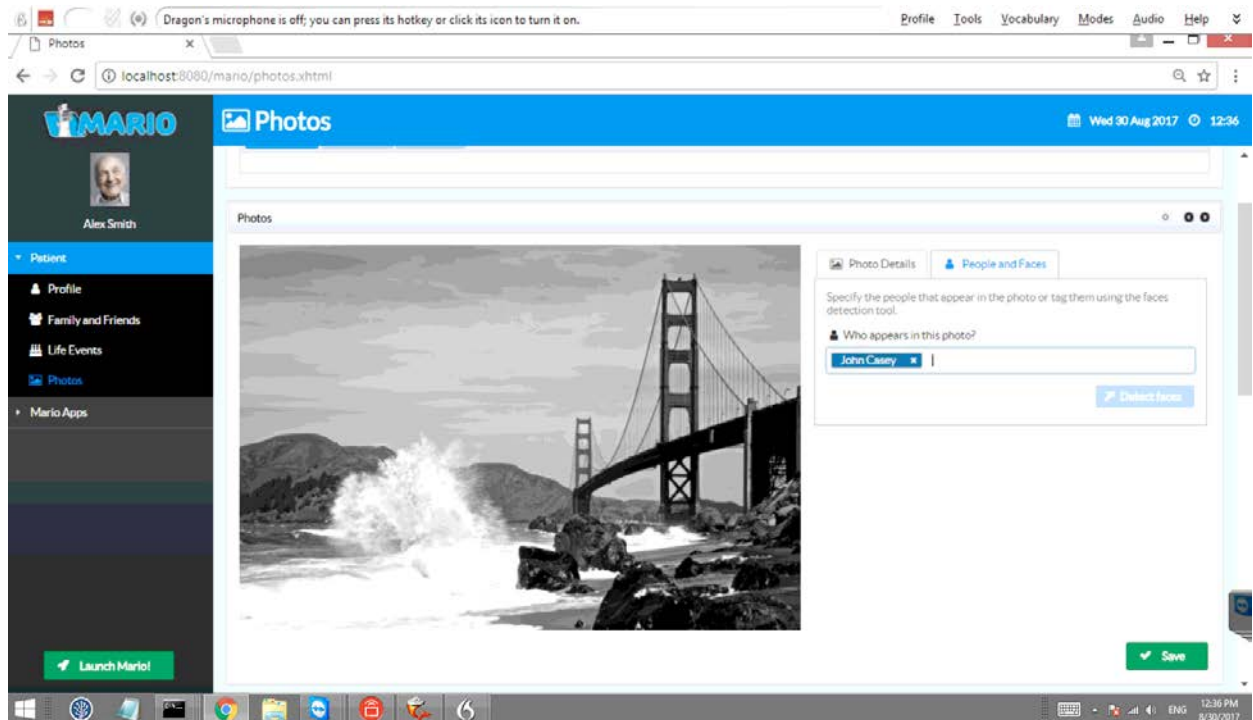 Dragon's microphone is off; you can press its hotkey or click its icon to turn it on.
Profile Tools Vocabulary Modes Audio Help
Photos
localhost:8080/mario/photos.xhtml
MARIO
Photos
Wed 30 Aug 2017 12:36
Alex Smith
Photos
Patient
Profile
Family and Friends
Life Events
Photos
Mario Apps
Photo Details People and Faces
Specify the people that appear in the photo or tag them using the faces
detection tool.
Who appears in this photo?
John Casey x
Detect faces
Save
Launch Mario!
ENG
12:36 PM
8/30/2017